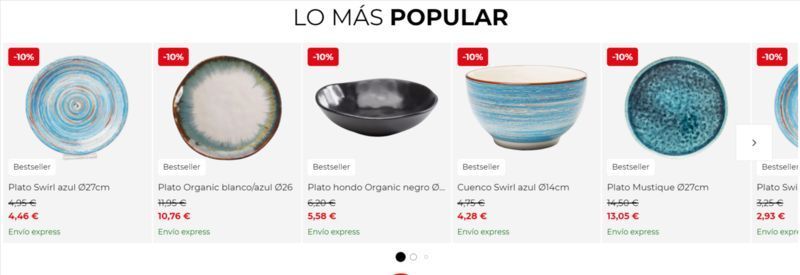 LO MÁS POPULAR
-10%
Bestseller
Plato Swirl azul Ø27cm
4,95 €
4,46 €
Envío express
-10%
Bestseller
Plato Organic blanco/azul Ø26
11,95 €
10,76 €
Envío express
-10%
Bestseller
Plato hondo Organic negro Ø...
6,20 €
5,58 €
Envío express
-10%
Bestseller
Cuenco Swirl azul Ø14cm
4,75 €
4,28 €
Envío express
-10%
Bestseller
Plato Mustique Ø27cm
14,50 €
13,05 €
Envío express
-10%
Bestseller
Plato Swi
3,25 €
2,93 €
Envío express